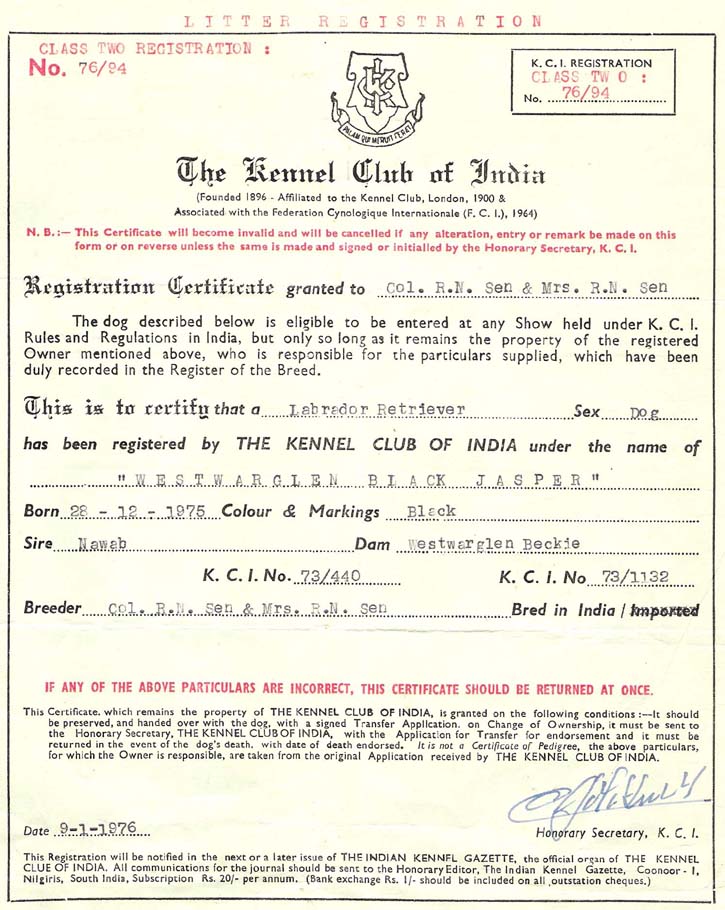 LITTER REGISTRATION
CLASS TWO REGISTRATION :
No. 76/94
K. C. I. REGISTRATION
CLASS TWO :
No. 76/94
KCI
PALAM QUI MERUIT FERAT
The Kennel Club of India
(Founded 1896 - Affiliated to the Kennel Club, London, 1900 &
Associated with the Federation Cynologique Internationale (F. C. I.), 1964)
N. B. :— This Certificate will become invalid and will be cancelled if any alteration, entry or remark be made on this
form or on reverse unless the same is made and signed or initialled by the Honorary Secretary, K. C. I.
Registration Certificate granted to Col. R.N. Sen & Mrs. R.N. Sen
The dog described below is eligible to be entered at any Show held under K. C. I.
Rules and Regulations in India, but only so long as it remains the property of the registered
Owner mentioned above, who is responsible for the particulars supplied, which have been
duly recorded in the Register of the Breed.
This is to certify that a Labrador Retriever Sex Dog
has been registered by THE KENNEL CLUB OF INDIA under the name of
"WESTWARGLEN BLACK JASPER"
Born 28 - 12 - 1975 Colour & Markings Black
Sire Nawab Dam Westwarglen Beckie
K. C. I. No. 73/440 K. C. I. No 73/1132
Breeder Col. R.N. Sen & Mrs. R.N. Sen Bred in India / Imported
IF ANY OF THE ABOVE PARTICULARS ARE INCORRECT, THIS CERTIFICATE SHOULD BE RETURNED AT ONCE.
This Certificate. which remains the property of THE KENNEL CLUB OF INDIA, is granted on the following conditions :—It should
be preserved, and handed over with the dog, with a signed Transfer Application. on Change of Ownership, it must be sent to
the Honorary Secretary, THE KENNEL CLUB OF INDIA, with the Application for Transfer for endorsement and it must be
returned in the event of the dog's death, with date of death endorsed. It is not a Certificate of Pedigree, the above particulars,
for which the Owner is responsible, are taken from the original Application received by THE KENNEL CLUB OF INDIA.
Date 9-1-1976
Honorary Secretary, K. C. I.
This Registration will be notified in the next or a later issue of THE INDIAN KENNFL GAZETTE, the official organ of THE KENNEL
CLUE OF INDIA. All communications for the journal should be sent to the Honorary Editor, The Indian Kennel Gazette, Coonoor - 1,
Nilgiris, South India, Subscription Rs. 20/- per annum. (Bank exchange Rs. 1/- should be included on all outstation cheques.)